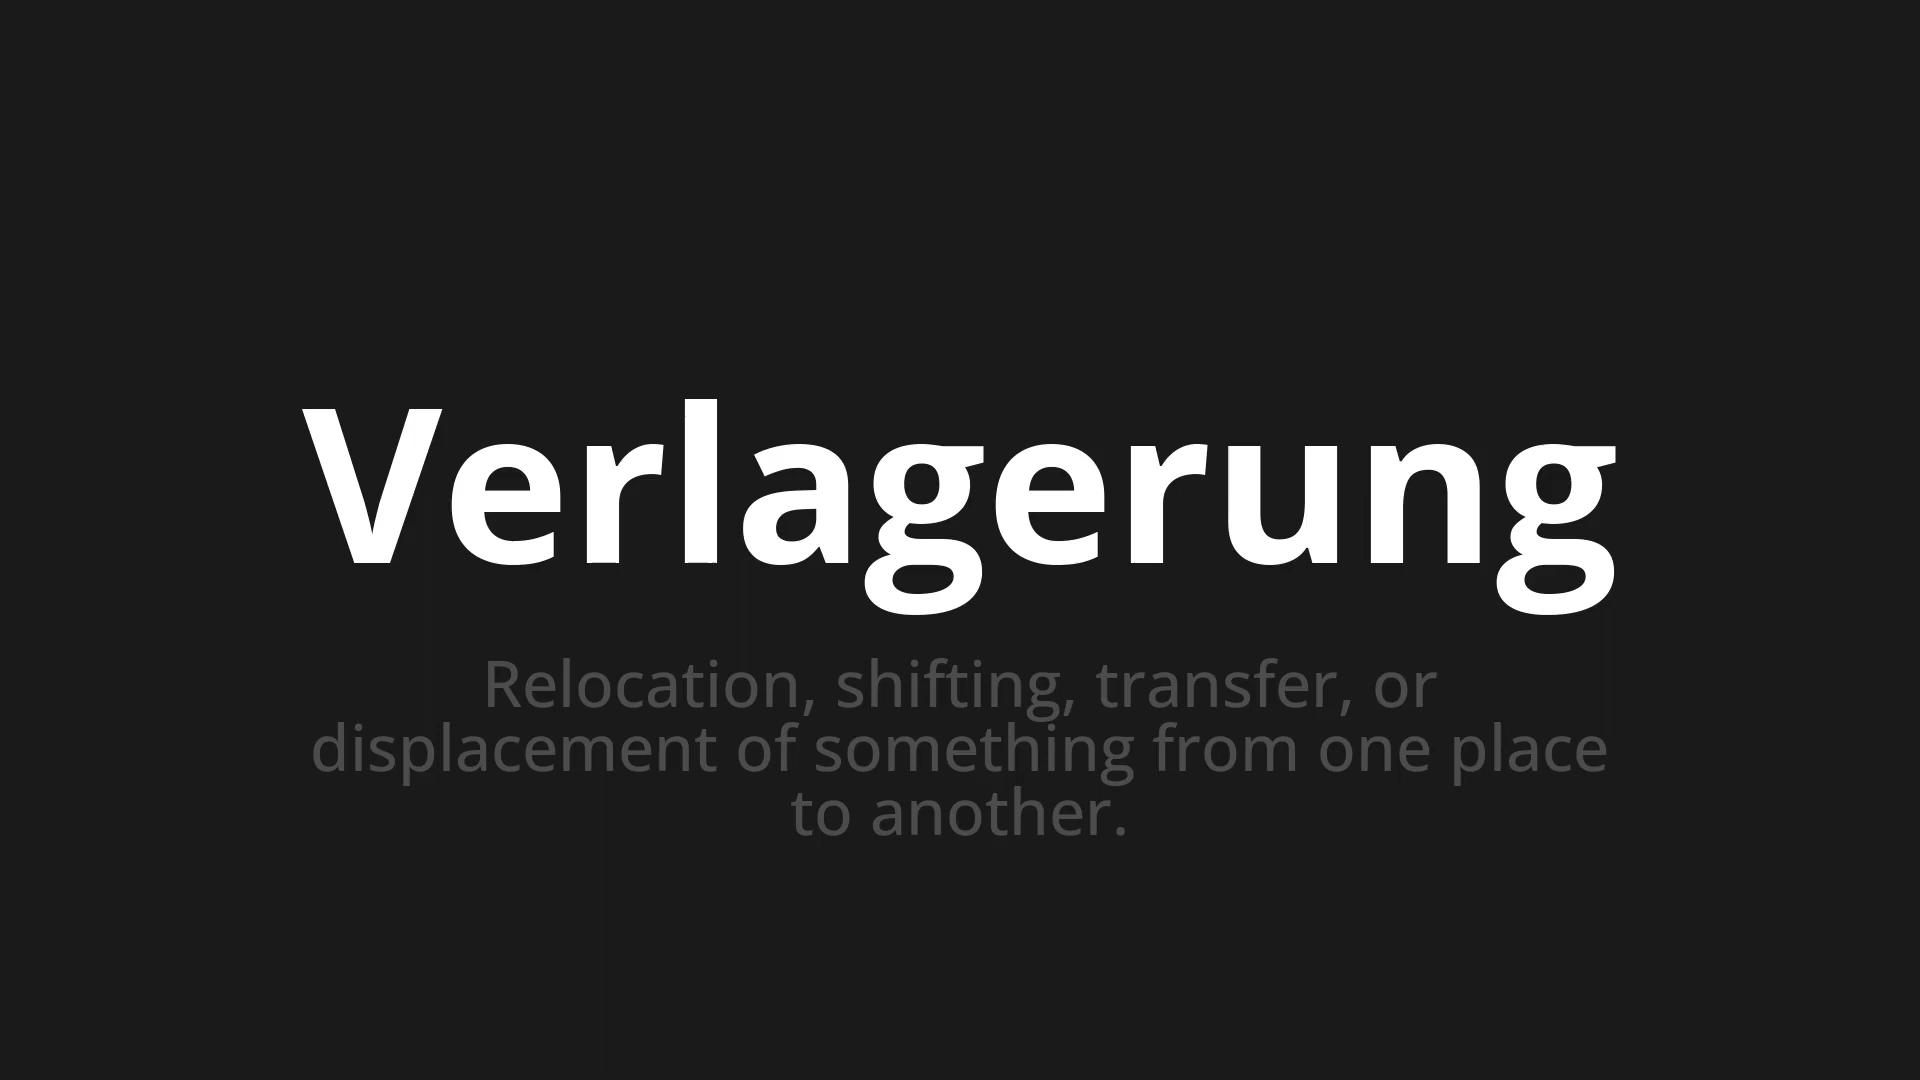 Verlagerung
Relocation, shifting, transfer, or
displacement of something from one place
to another.